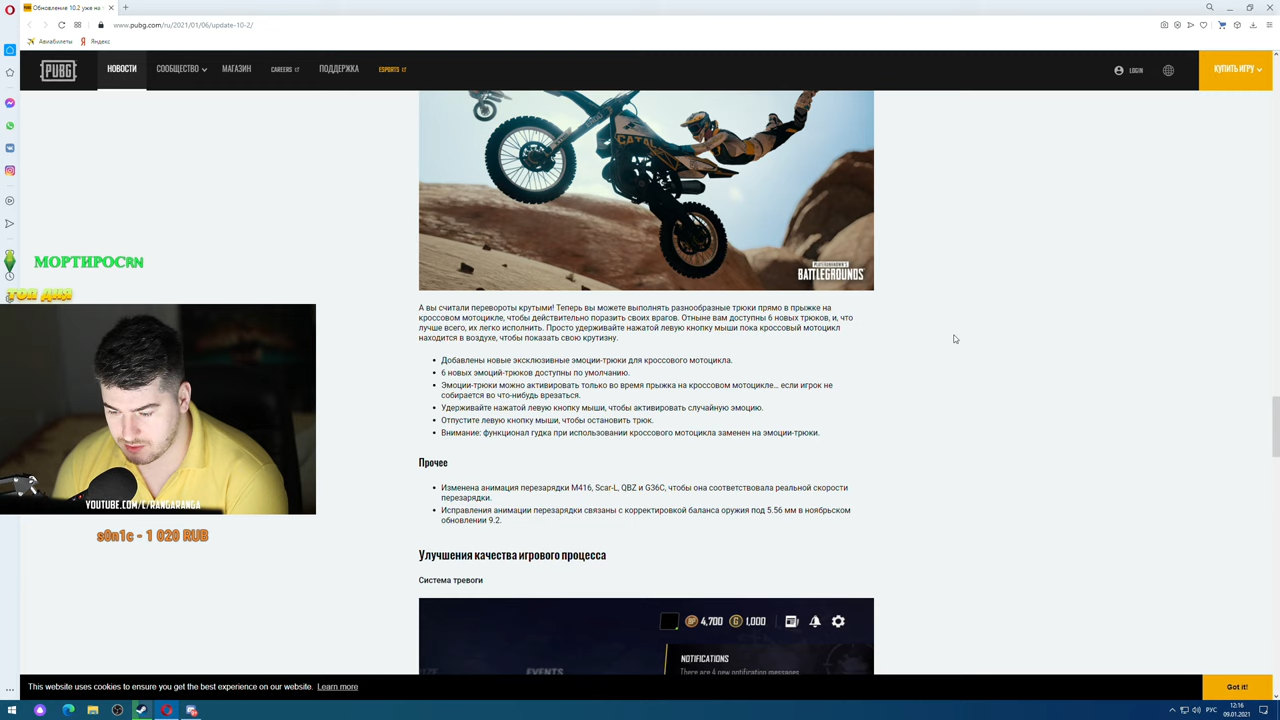 Обновление 10.2 уже на т
www.pubg.com/ru/2021/01/06/update-10-2/
Авиабилеты
Яндекс
PUBG
НОВОСТИ
СООБЩЕСТВО
МАГАЗИН
CAREERS
ПОДДЕРЖКА
ESPORTS
LOGIN
КУПИТЬ ИГРУ
CATAL
PLAYERUNKNOWN'S
BATTLEGROUNDS
МОРТИРОСRN
ТОП ДНЯ
YOUTUBE.COM/C/RANGARANGA
s0n1c - 1 020 RUB
А вы считали перевороты крутыми! Теперь вы можете выполнять разнообразные трюки прямо в прыжке на
кроссовом мотоцикле, чтобы действительно поразить своих врагов. Отныне вам доступны 6 новых трюков, и, что
лучше всего, их легко исполнить. Просто удерживайте нажатой левую кнопку мыши пока кроссовый мотоцикл
находится в воздухе, чтобы показать свою крутизну.
Добавлены новые эксклюзивные эмоции-трюки для кроссового мотоцикла.
6 новых эмоций-трюков доступны по умолчанию.
Эмоции-трюки можно активировать только во время прыжка на кроссовом мотоцикле... если игрок не
собирается во что-нибудь врезаться.
Удерживайте нажатой левую кнопку мыши, чтобы активировать случайную эмоцию.
Отпустите левую кнопку мыши, чтобы остановить трюк.
Внимание: функционал гудка при использовании кроссового мотоцикла заменен на эмоции-трюки.
Прочее
Изменена анимация перезарядки M416, Scar-L, QBZ и G36C, чтобы она соответствовала реальной скорости
перезарядки.
Исправления анимации перезарядки связаны с корректировкой баланса оружия под 5.56 мм в ноябрьском
обновлении 9.2.
Улучшения качества игрового процесса
Система тревоги
BP 4,700 G 1,000
EVENTS
NOTIFICATIONS
There are 4 new notification messages.
This website uses cookies to ensure you get the best experience on our website. Learn more
Got it!
РУС
12:16
09.01.2021